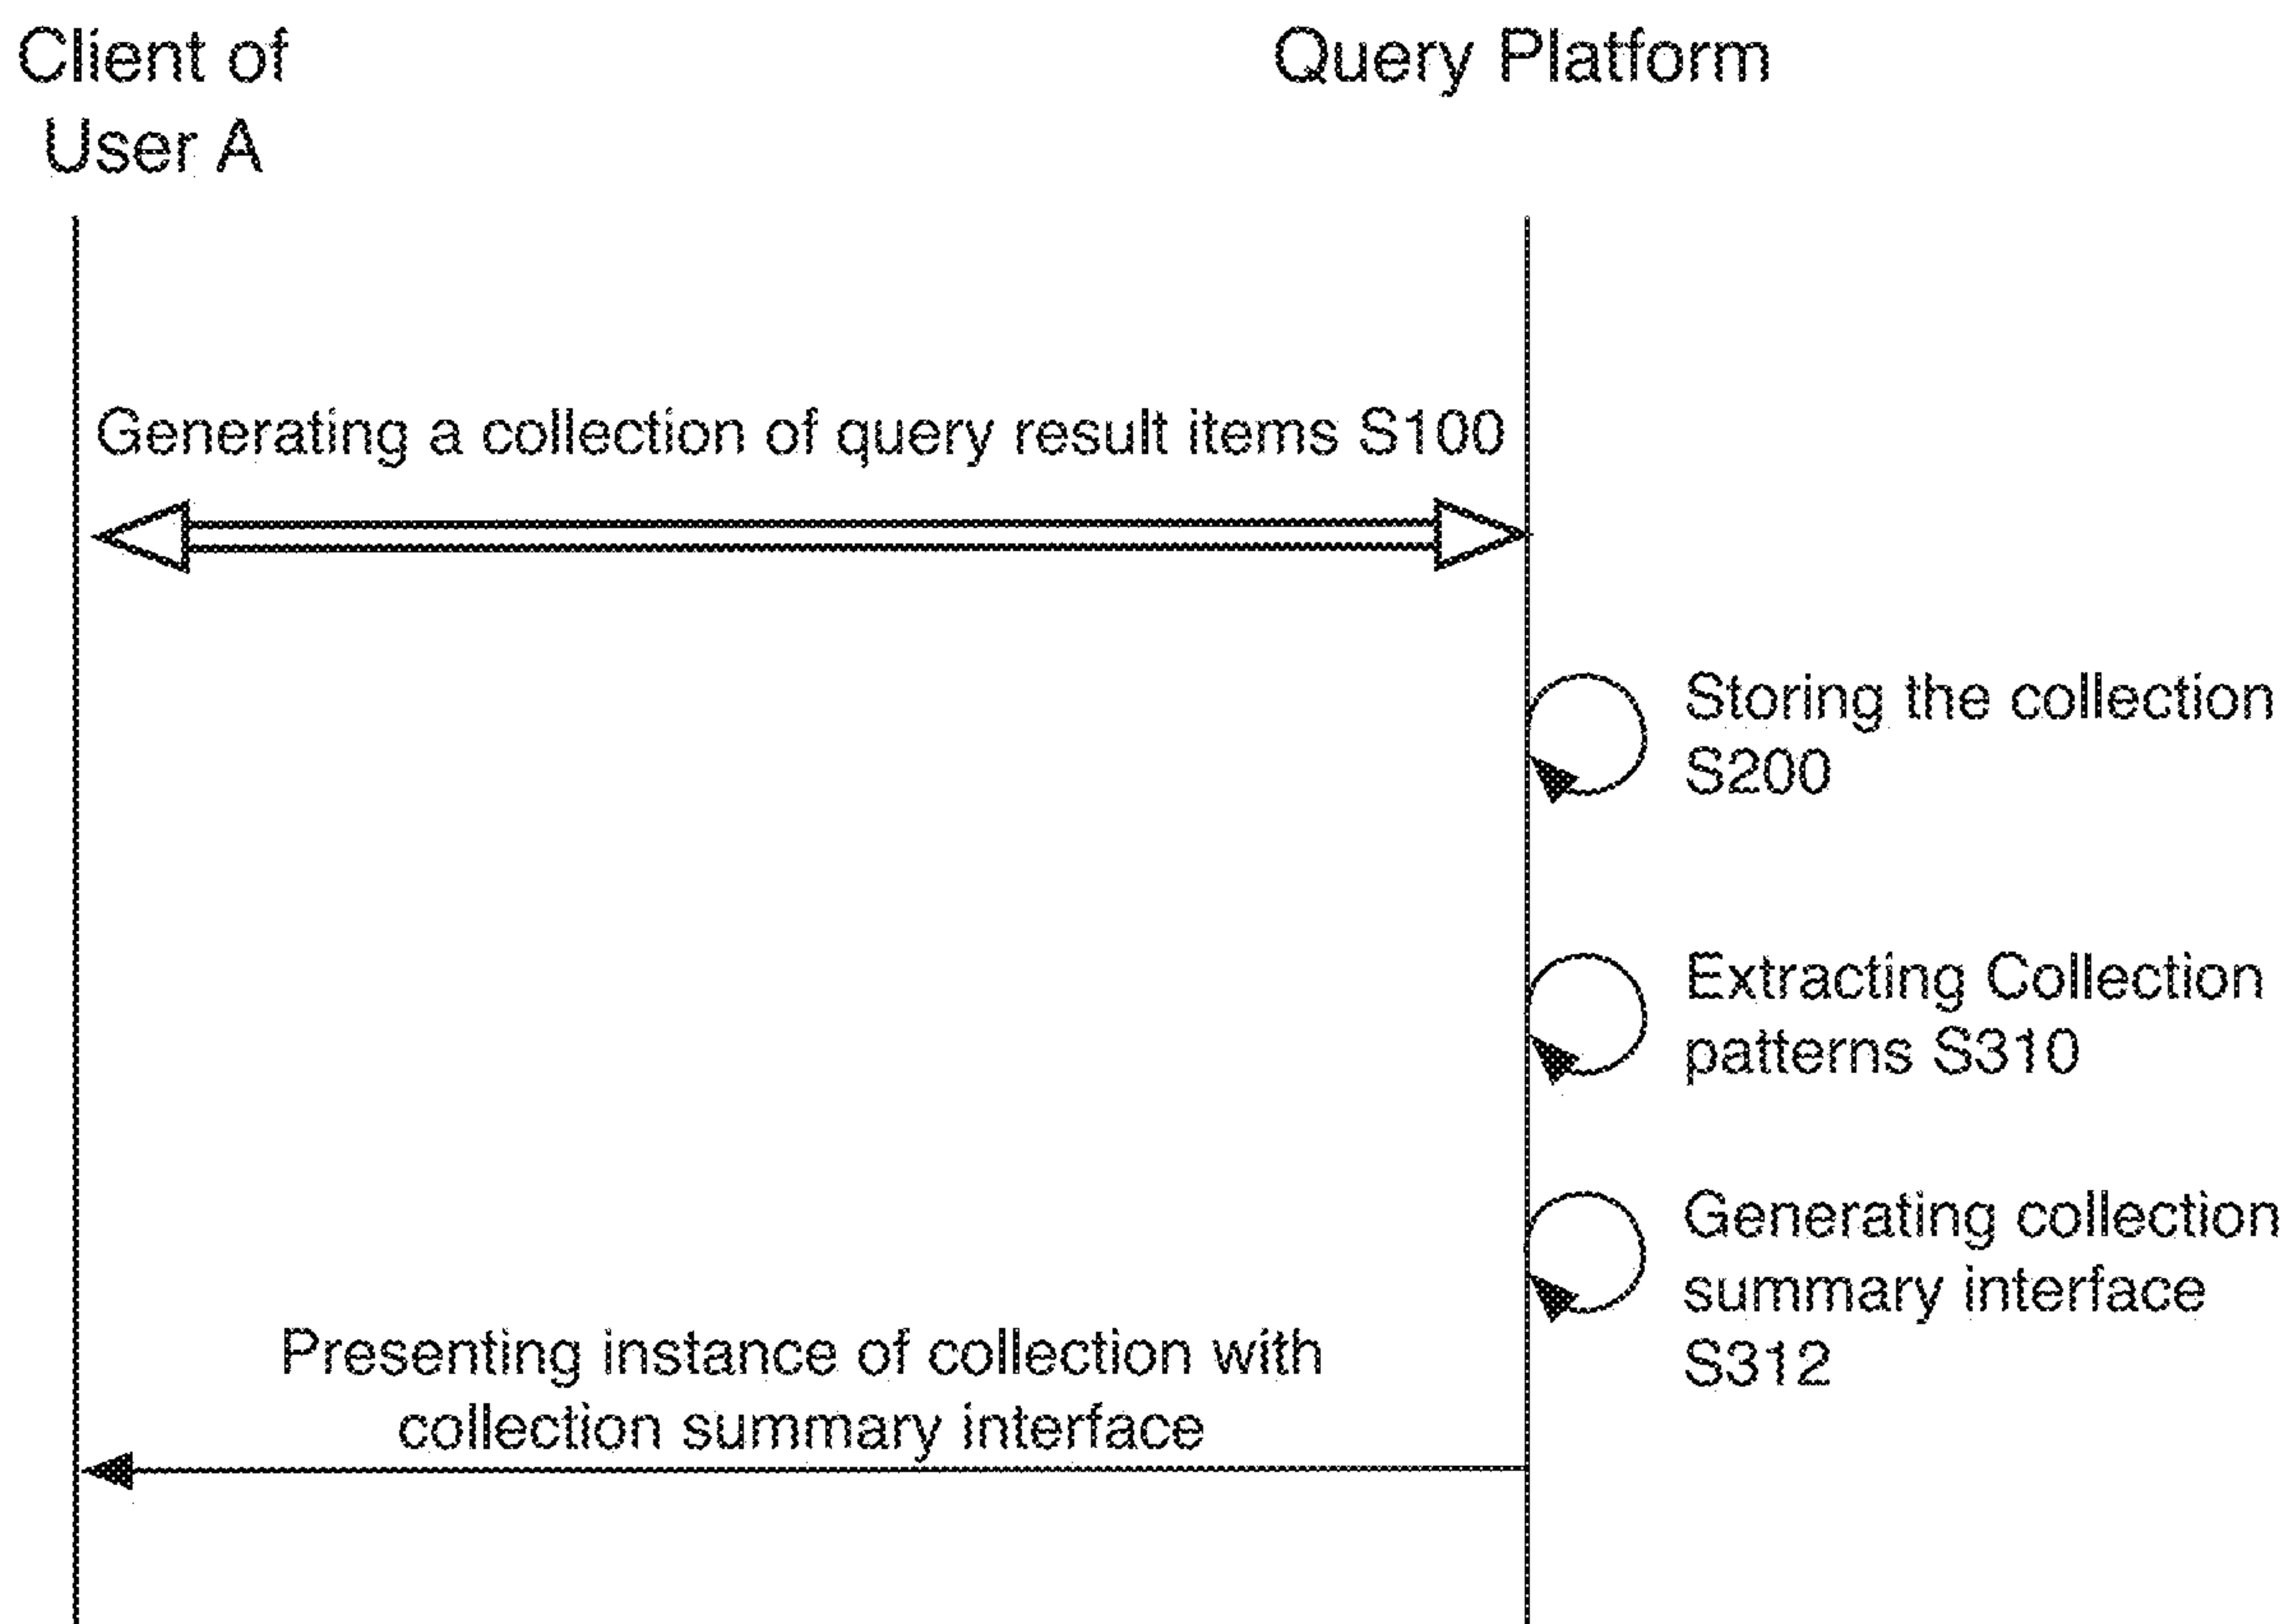 Client of
User A
Query Platform
Generating a collection of query result items S100
Storing the collection
S200
Extracting Collection
patterns S310
Generating collection
summary interface
S312
Presenting instance of collection with
collection summary interface